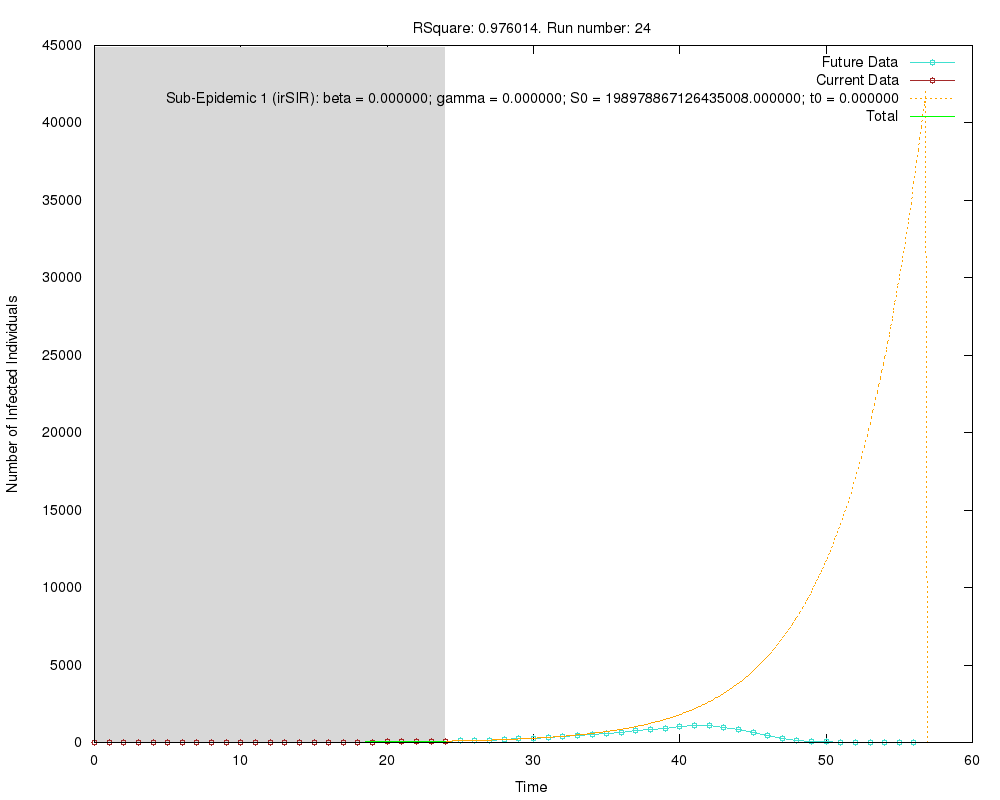 RSquare: 0.976014. Run number: 24
45000
40000
35000
30000
25000
20000
15000
10000
5000
0
Number of Infected Individuals
Future Data
Current Data
Sub-Epidemic 1 (irSIR): beta = 0.000000; gamma = 0.000000; S0 = 198978867126435008.000000; t0 = 0.000000
Total
0 10 20 30 40 50 60
Time